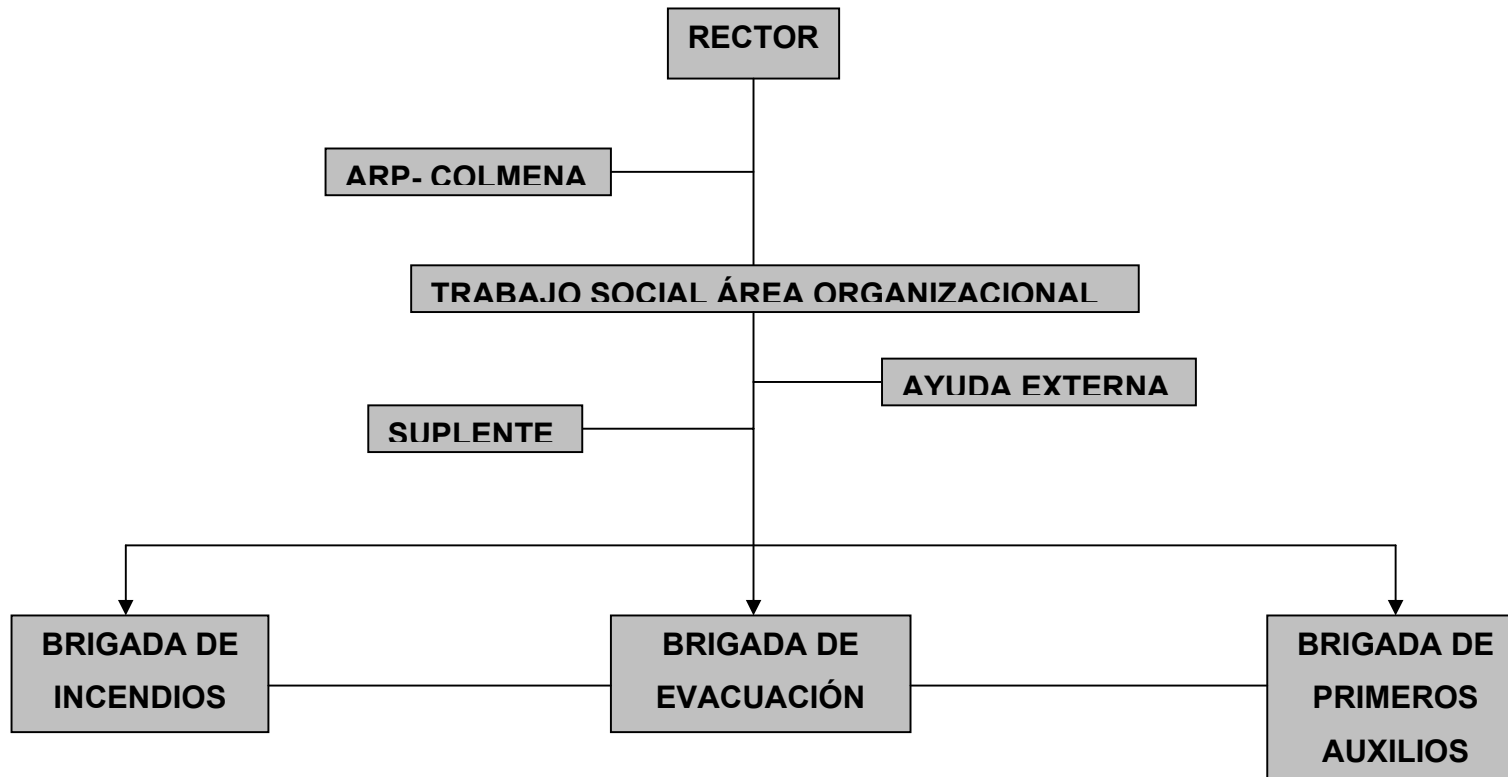 RECTOR
ARP- COLMENA
TRABAJO SOCIAL ÁREA ORGANIZACIONAL
AYUDA EXTERNA
SUPLENTE
BRIGADA DE
INCENDIOS
BRIGADA DE
EVACUACIÓN
BRIGADA DE
PRIMEROS
AUXILIOS